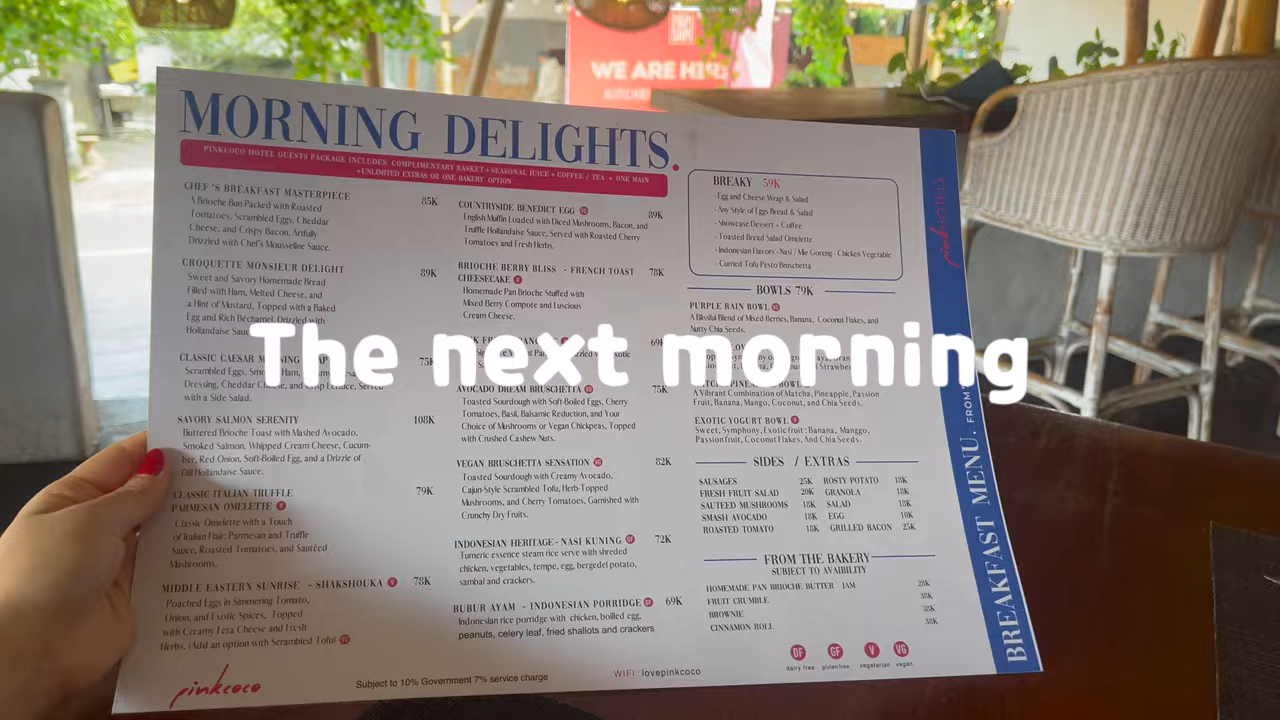 WE ARE HIRI
MORNING DELIGHTS.
PINKCOCO HOTEL GUESTS PACKAGE INCLUDES: COMPLIMENTARY BASKET + SEASONAL JUICE + COFFEE / TEA + ONE MAIN
+UNLIMITED EXTRAS OR ONE BAKERY OPTION
CHEF 'S BREAKFAST MASTERPIECE 85K
A Brioche Bun Packed with Roasted
Tomatoes, Scrambled Eggs, Cheddar
Cheese, and Crispy Bacon, Artfully
Drizzled with Chef's Mousseline Sauce.
CROQUETTE MONSIEUR DELIGHT 89K
Sweet and Savory Homemade Bread
Filled with Ham, Melted Cheese, and
a Hint of Mustard, Topped with a Baked
Egg and Rich Béchamel, Drizzled with
Hollandaise
CLASSIC CAESAR
Scrambled Eggs, Ham,
Dressing, Cheddar and Crisp Lettuce, Served
with a Side Salad.
SAVORY SALMON SERENITY 108K
Buttered Brioche Toast with Mashed Avocado,
Smoked Salmon, Whipped Cream Cheese, Cucum-
ber, Red Onion, Soft-Boiled Egg, and a Drizzle of
Dill Hollandaise Sauce.
CLASSIC ITALIAN TRUFFLE 79K
PARMESAN OMELETTE V
Classic Omelette with a Touch
of Italian Flair: Parmesan and Truffle
Sauce, Roasted Tomatoes, and Sautéed
Mushrooms.
MIDDLE EASTERN SUNRISE - SHAKSHOUKA V 78K
Poached Eggs in Simmering Tomato,
Onion, and Exotic Spices, Topped
with Creamy Feta Cheese and Fresh
Herbs. (Add an option with Scrambled Tofu) VG
COUNTRYSIDE BENEDICT EGG 89K
English Muffin Loaded with Diced Mushrooms, Bacon, and
Truffle Hollandaise Sauce, Served with Roasted Cherry
Tomatoes and Fresh Herbs.
BRIOCHE BERRY BLISS - FRENCH TOAST 78K
CHEESECAKE V
Homemade Pan Brioche Stuffed with
Mixed Berry Compote and Luscious
Cream Cheese.
69K
AVOCADO DREAM BRUSCHETTA 75K
Toasted Sourdough with Soft-Boiled Eggs, Cherry
Tomatoes, Basil, Balsamic Reduction, and Your
Choice of Mushrooms or Vegan Chickpeas, Topped
with Crushed Cashew Nuts.
VEGAN BRUSCHETTA SENSATION VG 82K
Toasted Sourdough with Creamy Avocado,
Cajun-Style Scrambled Tofu, Herb-Topped
Mushrooms, and Cherry Tomatoes, Garnished with
Crunchy Dry Fruits.
INDONESIAN HERITAGE- NASI KUNING DF 72K
Tumeric essence steam rice serve with shreded
chicken, vegetables, tempe, egg, bergedel potato,
sambal and crackers.
BUBUR AYAM - INDONESIAN PORRIDGE DF 69K
Indonesian rice porridge with chicken, boilled egg,
peanuts, celery leaf, fried shallots and crackers
BREAKY 59K
- Egg and Cheese Wrap & Salad
- Any Style of Eggs Bread & Salad
- Showcase Dessert + Coffee
- Toasted Bread Salad Omelette
- Indonesian Flavors - Nasi / Mie Goreng - Chicken Vegetable
- Curried Tofu Pesto Bruschetta
BOWLS 79K
PURPLE RAIN BOWL VG
A Blissful Blend of Mixed Berries, Banana, Coconut Flakes, and
Nutty Chia Seeds.
A Vibrant Combination of Matcha, Pineapple, Passion
Fruit, Banana, Mango, Coconut, and Chia Seeds.
EXOTIC YOGURT BOWL V
Sweet, Symphony, Exotic fruit : Banana, Manggo,
Passionfruit, Coconut Flakes, And Chia Seeds.
SIDES / EXTRAS
SAUSAGES 25K ROSTY POTATO 18K
FRESH FRUIT SALAD 20K GRANOLA 18K
SAUTEED MUSHROOMS 18K SALAD 18K
SMASH AVOCADO 18K EGG 10K
ROASTED TOMATO 18K GRILLED BACON 25K
FROM THE BAKERY
SUBJECT TO AVAIBILITY
HOMEMADE PAN BRIOCHE BUTTER JAM 28K
FRUIT CRUMBLE 38K
BROWNIE 38K
CINNAMON ROLL 38K
DF GF V VG
dairy free gluten free vegetarian vegan
pinkcoco
Subject to 10% Government 7% service charge
WIFI: lovepinkcoco
pinkHOTELS
BREAKFAST MENU. FROM
The next morning